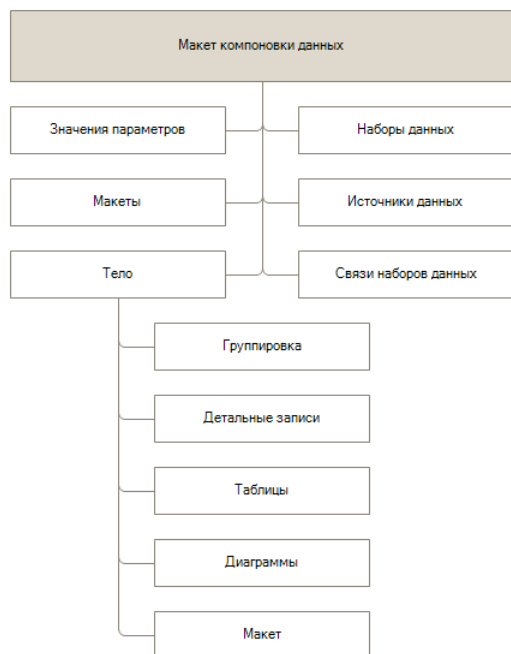 Макет компоновки данных
Значения параметров
Наборы данных
Макеты
Источники данных
Тело
Связи наборов данных
Группировка
Детальные записи
Таблицы
Диаграммы
Макет